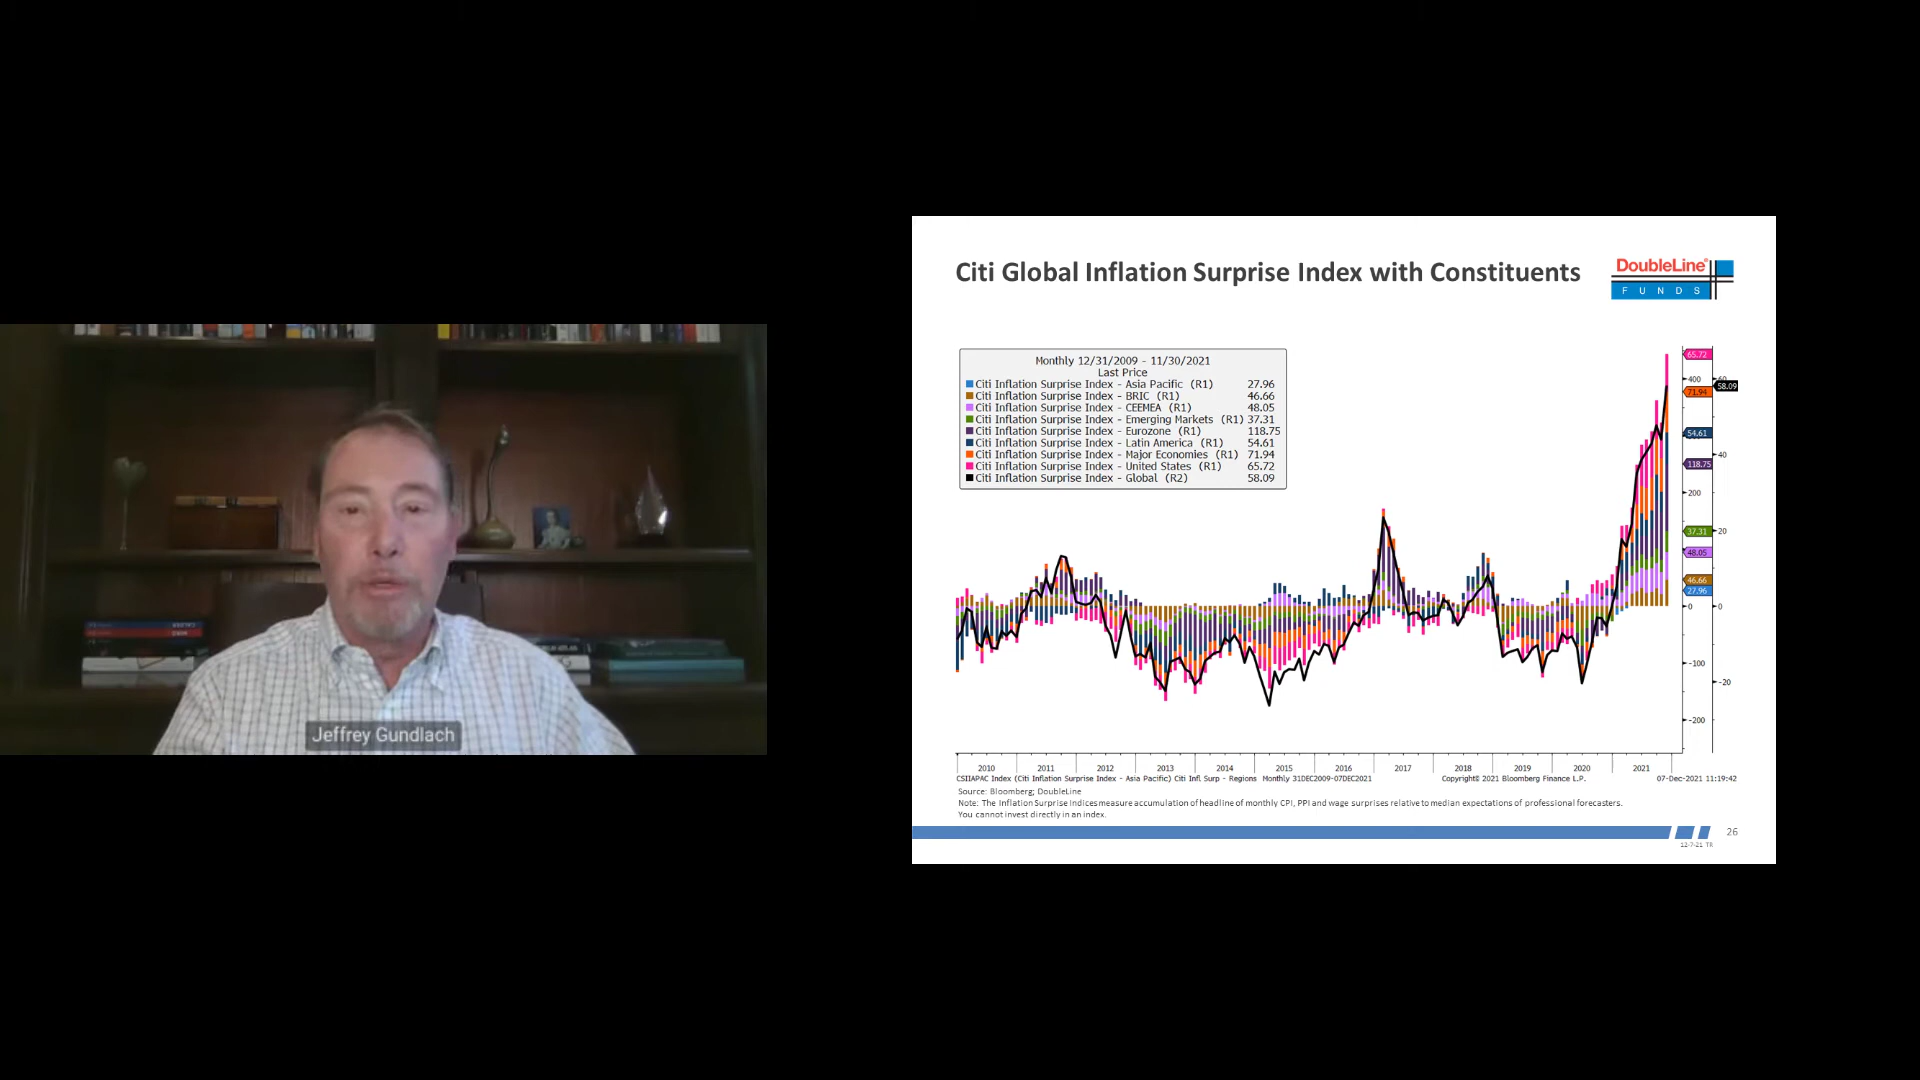 Jeffrey Gundlach
Citi Global Inflation Surprise Index with Constituents
DoubleLine®
FUNDS
Monthly 12/31/2009 - 11/30/2021
Last Price
Citi Inflation Surprise Index - Asia Pacific (R1) 27.96
Citi Inflation Surprise Index - BRIC (R1) 46.66
Citi Inflation Surprise Index - CEEMEA (R1) 48.05
Citi Inflation Surprise Index - Emerging Markets (R1) 37.31
Citi Inflation Surprise Index - Eurozone (R1) 118.75
Citi Inflation Surprise Index - Latin America (R1) 54.61
Citi Inflation Surprise Index - Major Economies (R1) 71.94
Citi Inflation Surprise Index - United States (R1) 65.72
Citi Inflation Surprise Index - Global (R2) 58.09
65.72
400 60
58.09
71.94
54.61
40
118.75
200
20
37.31
48.05
46.66
27.96
0 0
-100
-20
-200
2010 2011 2012 2013 2014 2015 2016 2017 2018 2019 2020 2021
CSIIAPAC Index (Citi Inflation Surprise Index - Asia Pacific) Citi Infl Surp - Regions Monthly 31DEC2009-07DEC2021 Copyright© 2021 Bloomberg Finance L.P. 07-Dec-2021 11:19:42
Source: Bloomberg; DoubleLine
Note: The Inflation Surprise Indices measure accumulation of headline of monthly CPI, PPI and wage surprises relative to median expectations of professional forecasters.
You cannot invest directly in an index.
26
12-7-21 TR